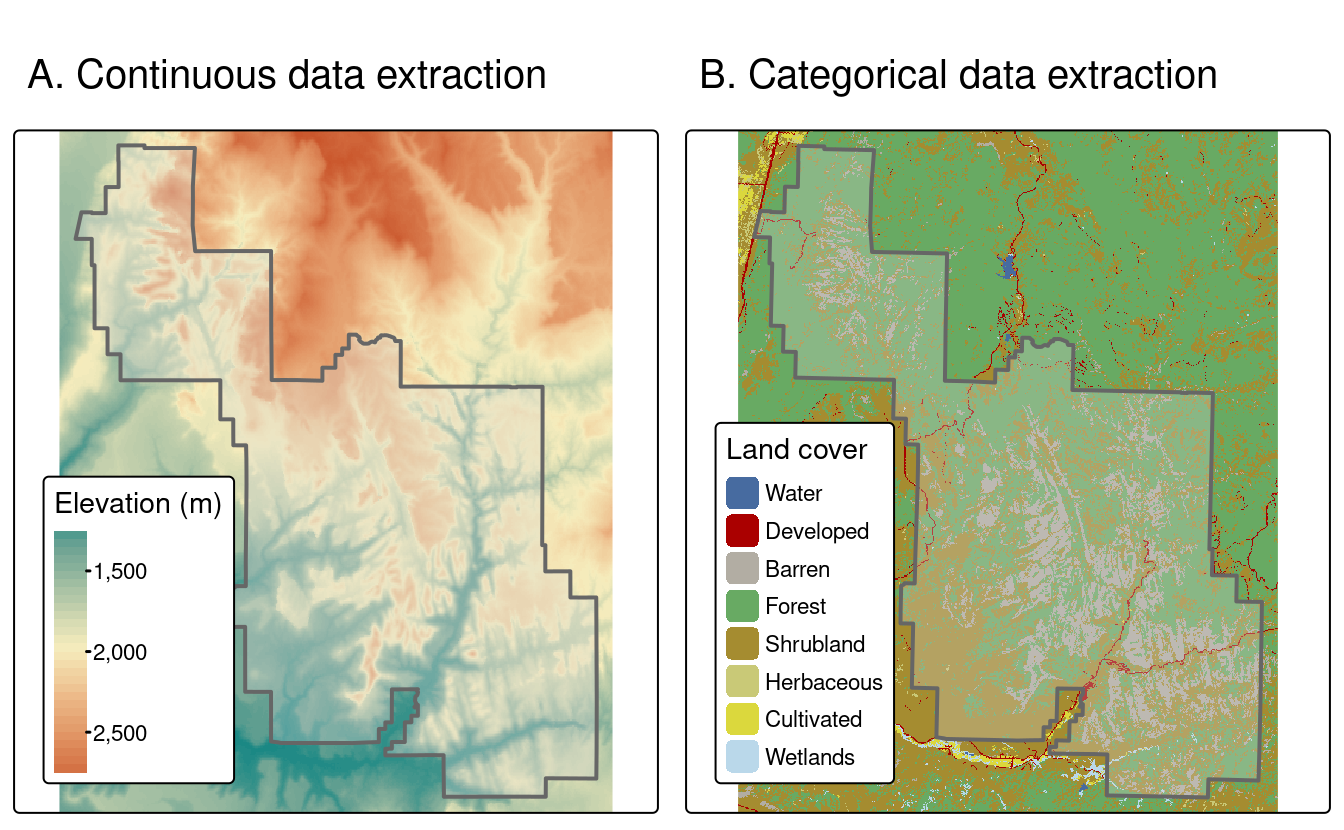 A. Continuous data extraction
Elevation (m)
1,500
2,000
2,500
B. Categorical data extraction
Land cover
Water
Developed
Barren
Forest
Shrubland
Herbaceous
Cultivated
Wetlands